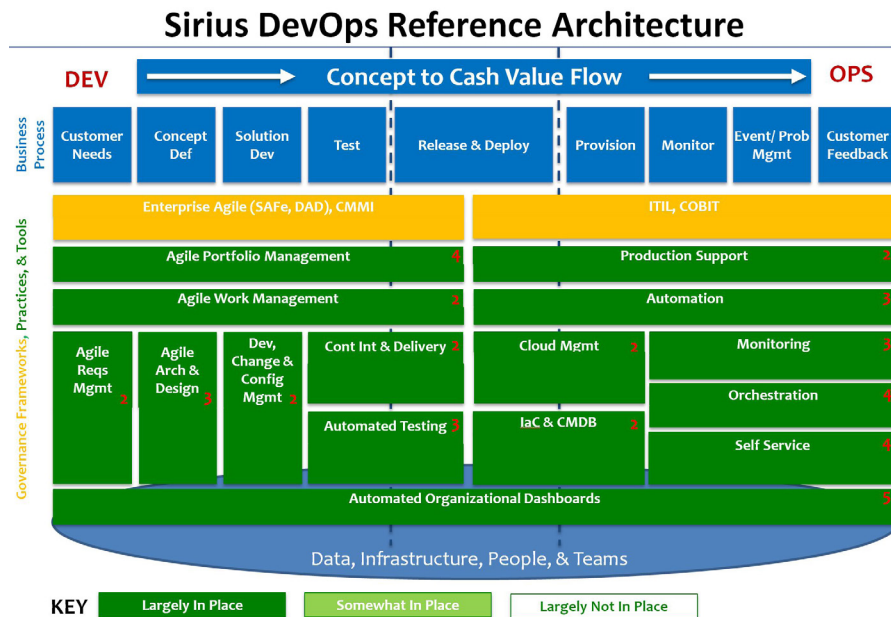 Sirius DevOps Reference Architecture
DEV
Concept to Cash Value Flow
OPS
Business
Process
Customer
Needs
Concept
Def
Solution
Dev
Test
Release & Deploy
Provision
Monitor
Event/ Prob
Mgmt
Customer
Feedback
Governance Frameworks, Practices, & Tools
Enterprise Agile (SAFe, DAD), CMMI
ITIL, COBIT
Agile Portfolio Management 4
Production Support 2
Agile Work Management 2
Automation 3
Agile
Reqs
Mgmt 2
Agile
Arch &
Design 3
Dev,
Change &
Config
Mgmt 2
Cont Int & Delivery 2
Automated Testing 3
Cloud Mgmt 2
IaC & CMDB 2
Monitoring 3
Orchestration 4
Self Service 4
Automated Organizational Dashboards 5
Data, Infrastructure, People, & Teams
KEY
Largely In Place
Somewhat In Place
Largely Not In Place